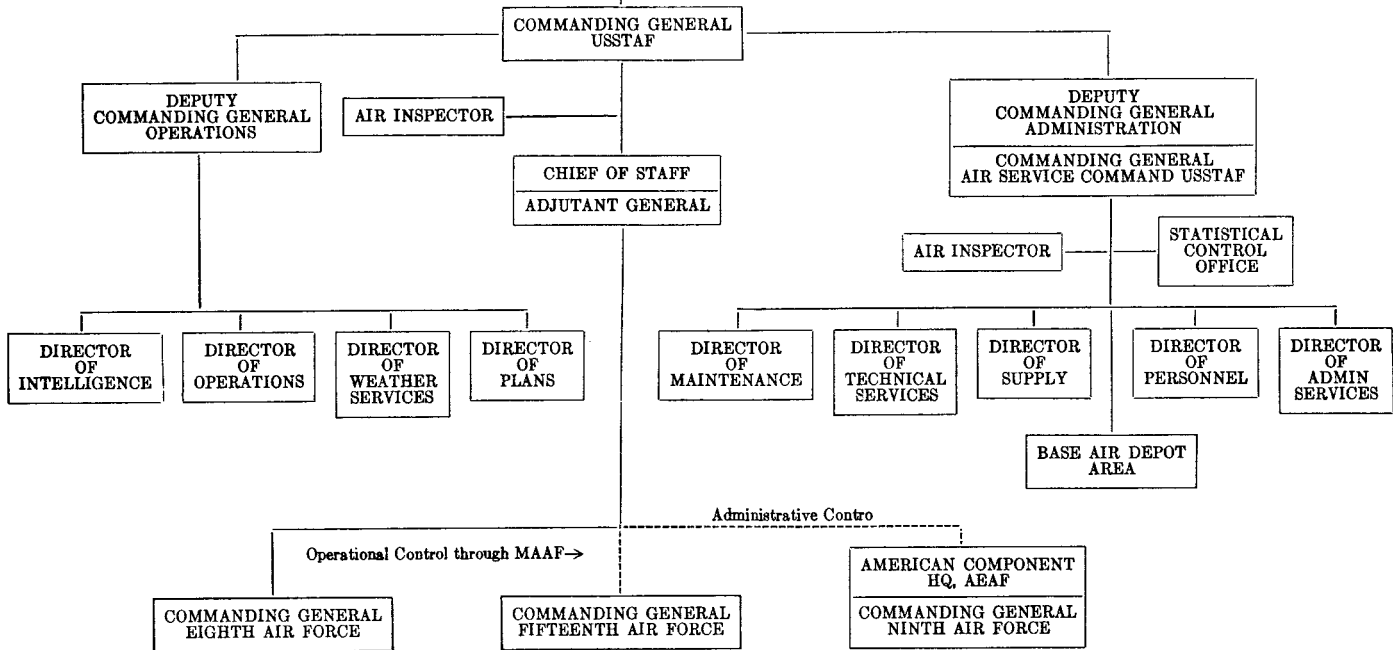 COMMANDING GENERAL
USSTAF
DEPUTY
COMMANDING GENERAL
OPERATIONS
AIR INSPECTOR
DEPUTY
COMMANDING GENERAL
ADMINISTRATION
COMMANDING GENERAL
AIR SERVICE COMMAND USSTAF
CHIEF OF STAFF
ADJUTANT GENERAL
AIR INSPECTOR
STATISTICAL
CONTROL
OFFICE
DIRECTOR
OF
INTELLIGENCE
DIRECTOR
OF
OPERATIONS
DIRECTOR
OF
WEATHER
SERVICES
DIRECTOR
OF
PLANS
DIRECTOR
OF
MAINTENANCE
DIRECTOR
OF
TECHNICAL
SERVICES
DIRECTOR
OF
SUPPLY
DIRECTOR
OF
PERSONNEL
DIRECTOR
OF
ADMIN
SERVICES
BASE AIR DEPOT
AREA
Administrative Contro
Operational Control through MAAF→
COMMANDING GENERAL
EIGHTH AIR FORCE
COMMANDING GENERAL
FIFTEENTH AIR FORCE
AMERICAN COMPONENT
HQ, AEAF
COMMANDING GENERAL
NINTH AIR FORCE